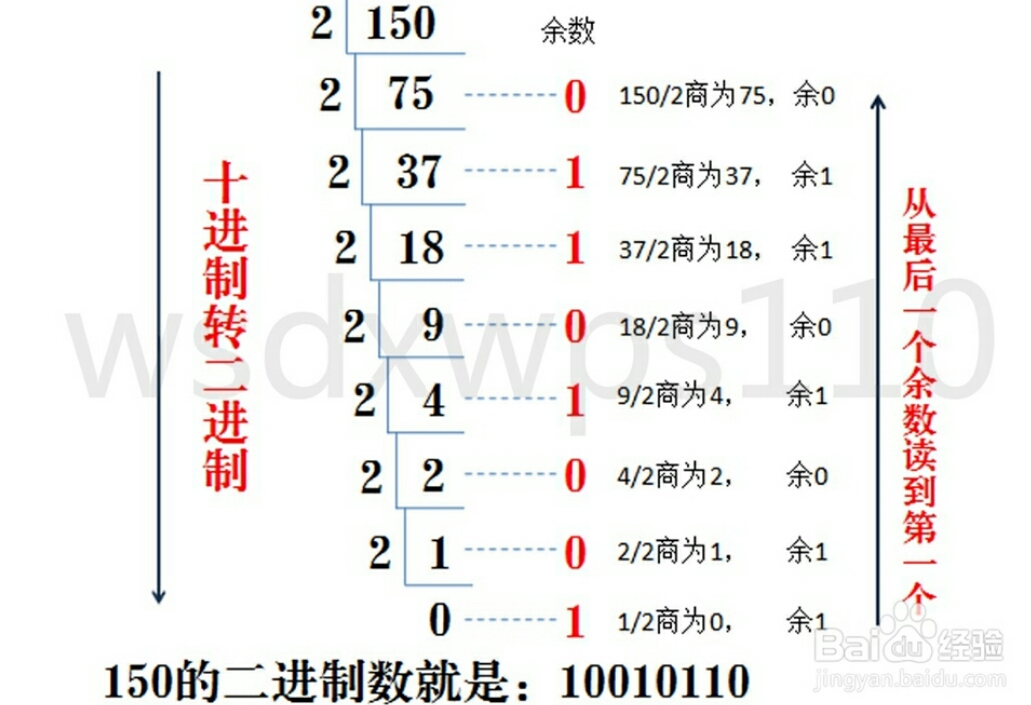 2 150 余数
2 75 0 150/2商为75，余0
2 37 1 75/2商为37，余1
2 18 1 37/2商为18，余1
2 9 0 18/2商为9，余0
2 4 1 9/2商为4，余1
2 2 0 4/2商为2，余0
2 1 0 2/2商为1，余1
0 1 1/2商为0，余1
十进制转二进制
从最后一个余数读到第一个
150的二进制数就是：10010110
wsdxwps110
Baidu经验
jingyan.baidu.com